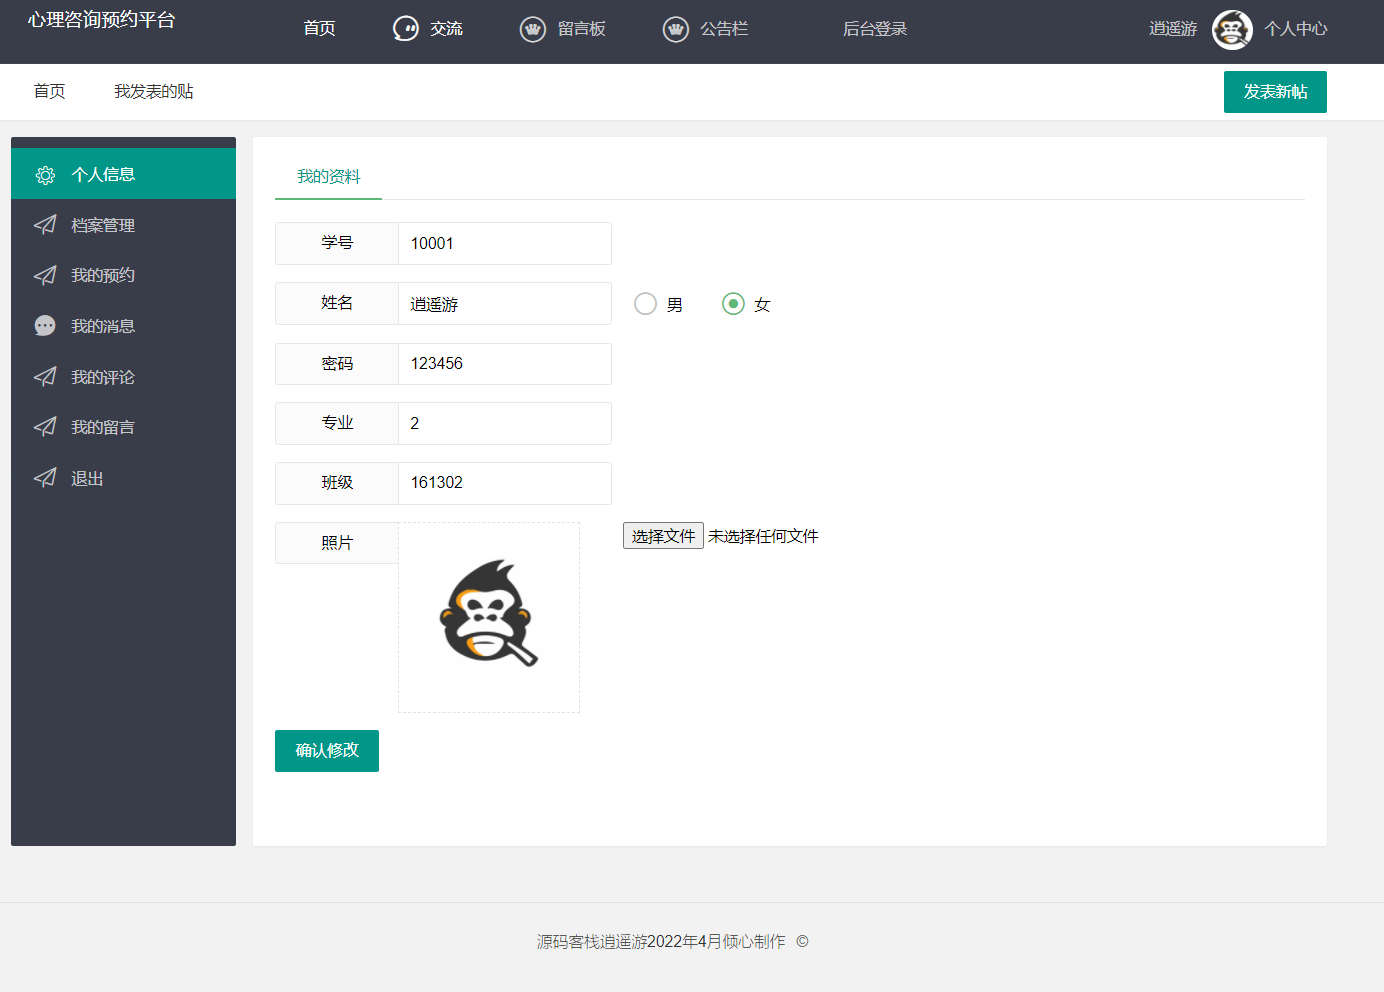 心理咨询预约平台 首页 交流 留言板 公告栏 后台登录 逍遥游 个人中心
首页 我发表的贴 发表新帖
个人信息
档案管理
我的预约
我的消息
我的评论
我的留言
退出
我的资料
学号 10001
姓名 逍遥游 男 女
密码 123456
专业 2
班级 161302
照片 选择文件 未选择任何文件
确认修改
源码客栈逍遥游2022年4月倾心制作 ©